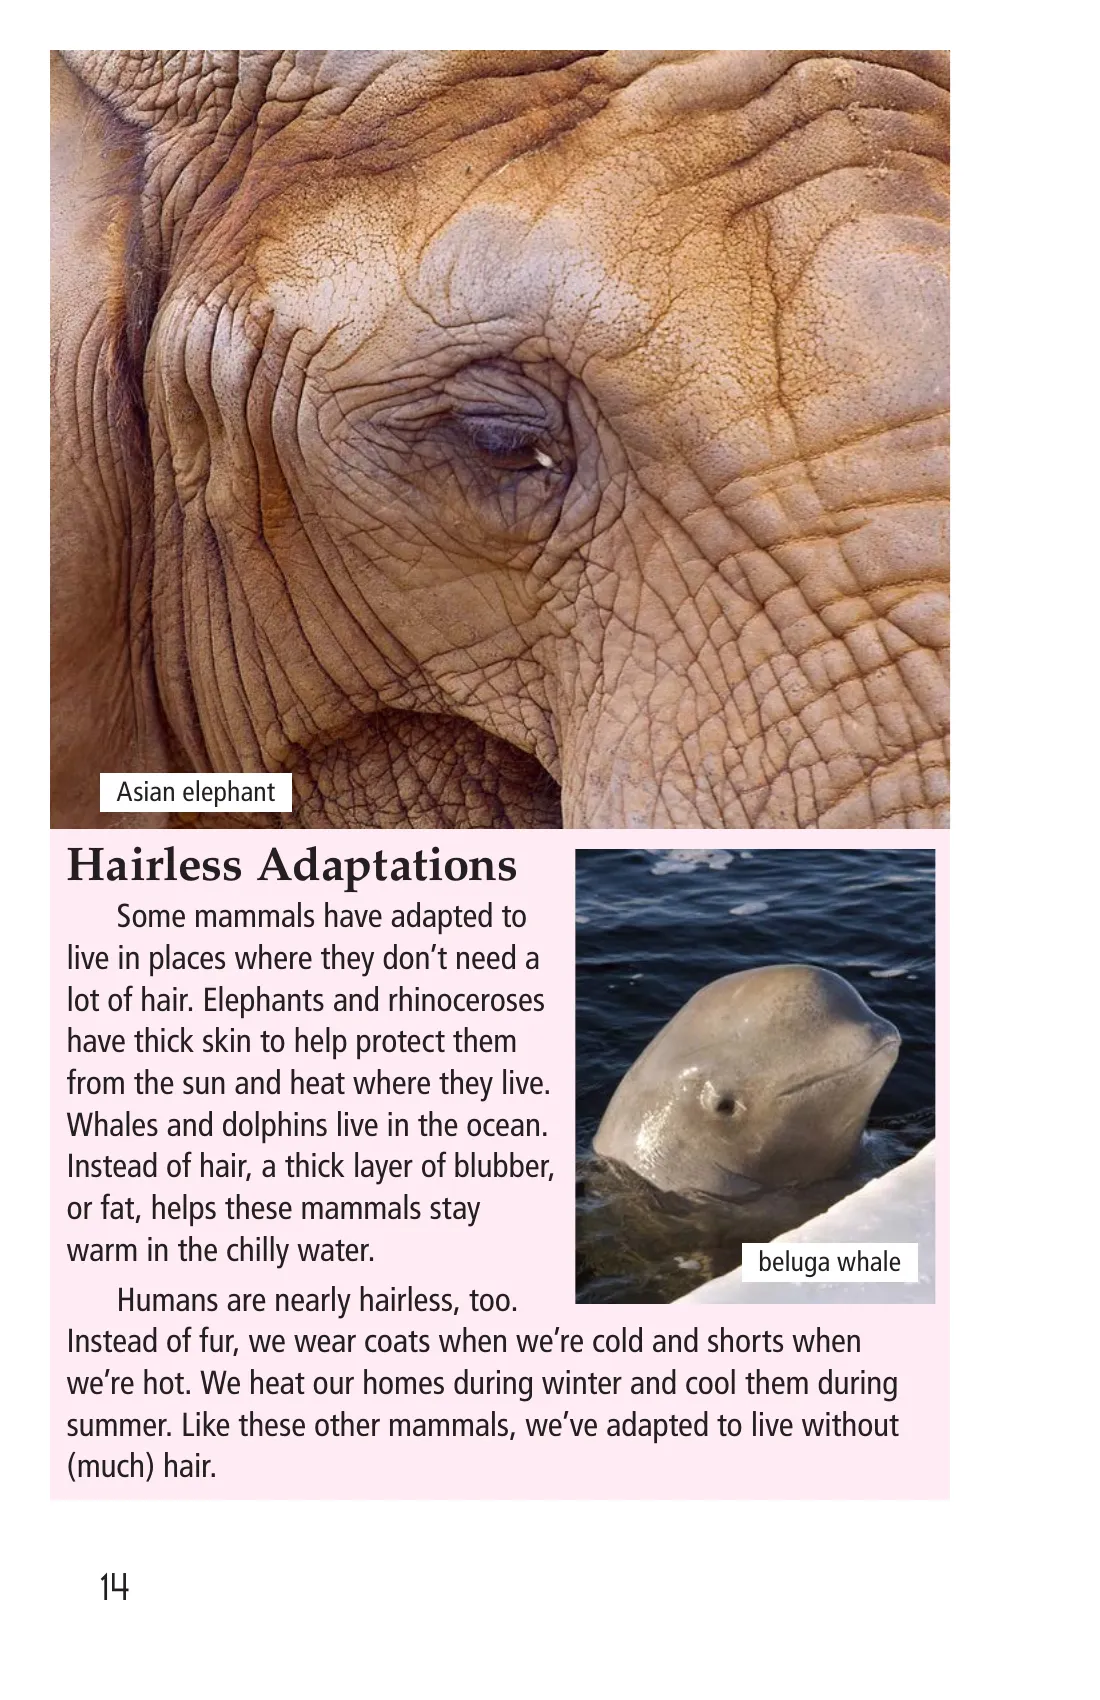 Asian elephant
Hairless Adaptations
Some mammals have adapted to
live in places where they don’t need a
lot of hair. Elephants and rhinoceroses
have thick skin to help protect them
from the sun and heat where they live.
Whales and dolphins live in the ocean.
Instead of hair, a thick layer of blubber,
or fat, helps these mammals stay
warm in the chilly water.
beluga whale
Humans are nearly hairless, too.
Instead of fur, we wear coats when we’re cold and shorts when
we’re hot. We heat our homes during winter and cool them during
summer. Like these other mammals, we’ve adapted to live without
(much) hair.
14